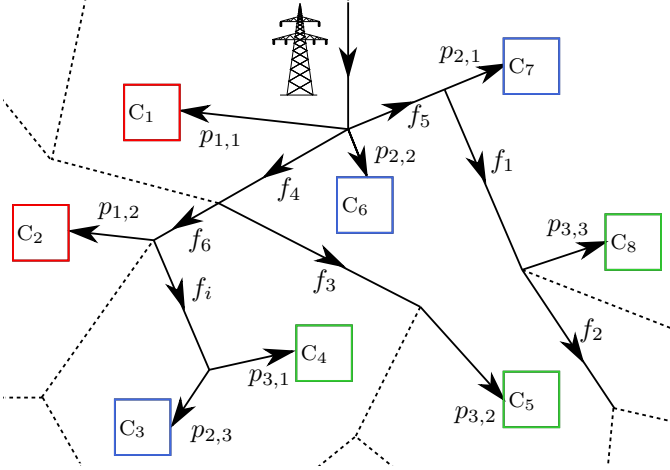 p2,1
C7
C1
p1,1
f5
p2,2
f1
f4
C6
p1,2
C2
f6
p3,3
C8
fi
f3
f2
C4
p3,1
C5
p3,2
C3
p2,3